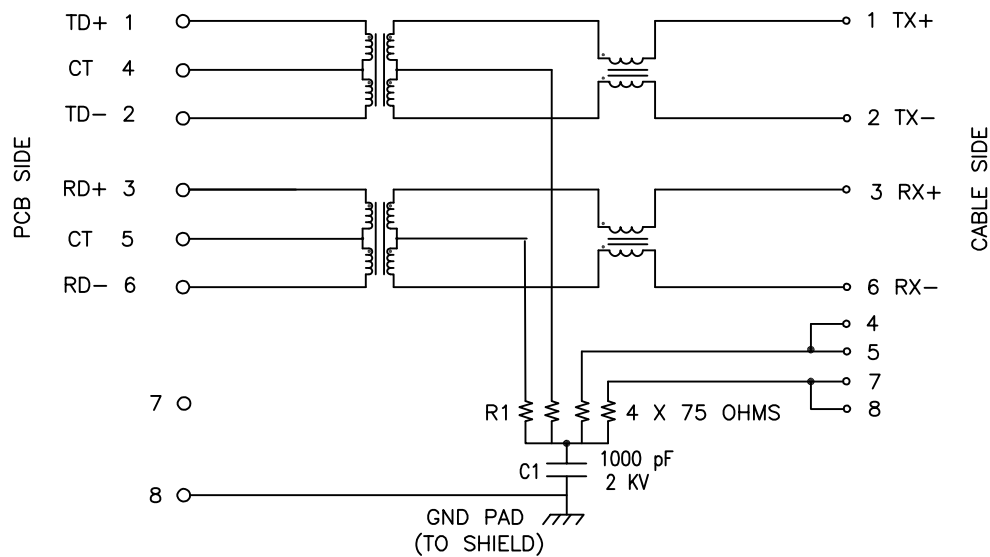 TD+ 1
1 TX+
CT 4
TD- 2
2 TX-
PCB SIDE
CABLE SIDE
RD+ 3
3 RX+
CT 5
RD- 6
6 RX-
4
5
7
8
7
R1
4 X 75 OHMS
C1
1000 pF
2 KV
8
GND PAD
(TO SHIELD)